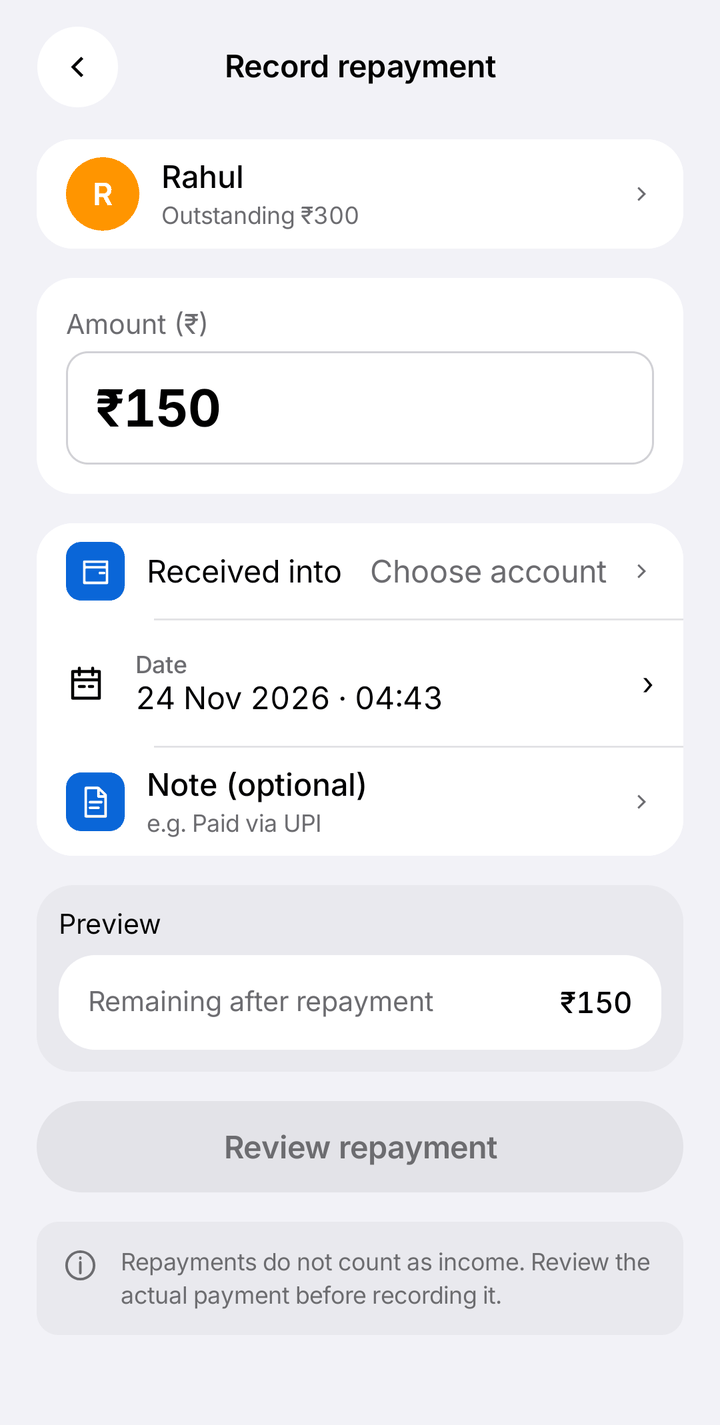 Record repayment
R
Rahul
Outstanding ₹300
Amount (₹)
₹150
Received into Choose account
Date
24 Nov 2026 · 04:43
Note (optional)
e.g. Paid via UPI
Preview
Remaining after repayment ₹150
Review repayment
Repayments do not count as income. Review the
actual payment before recording it.